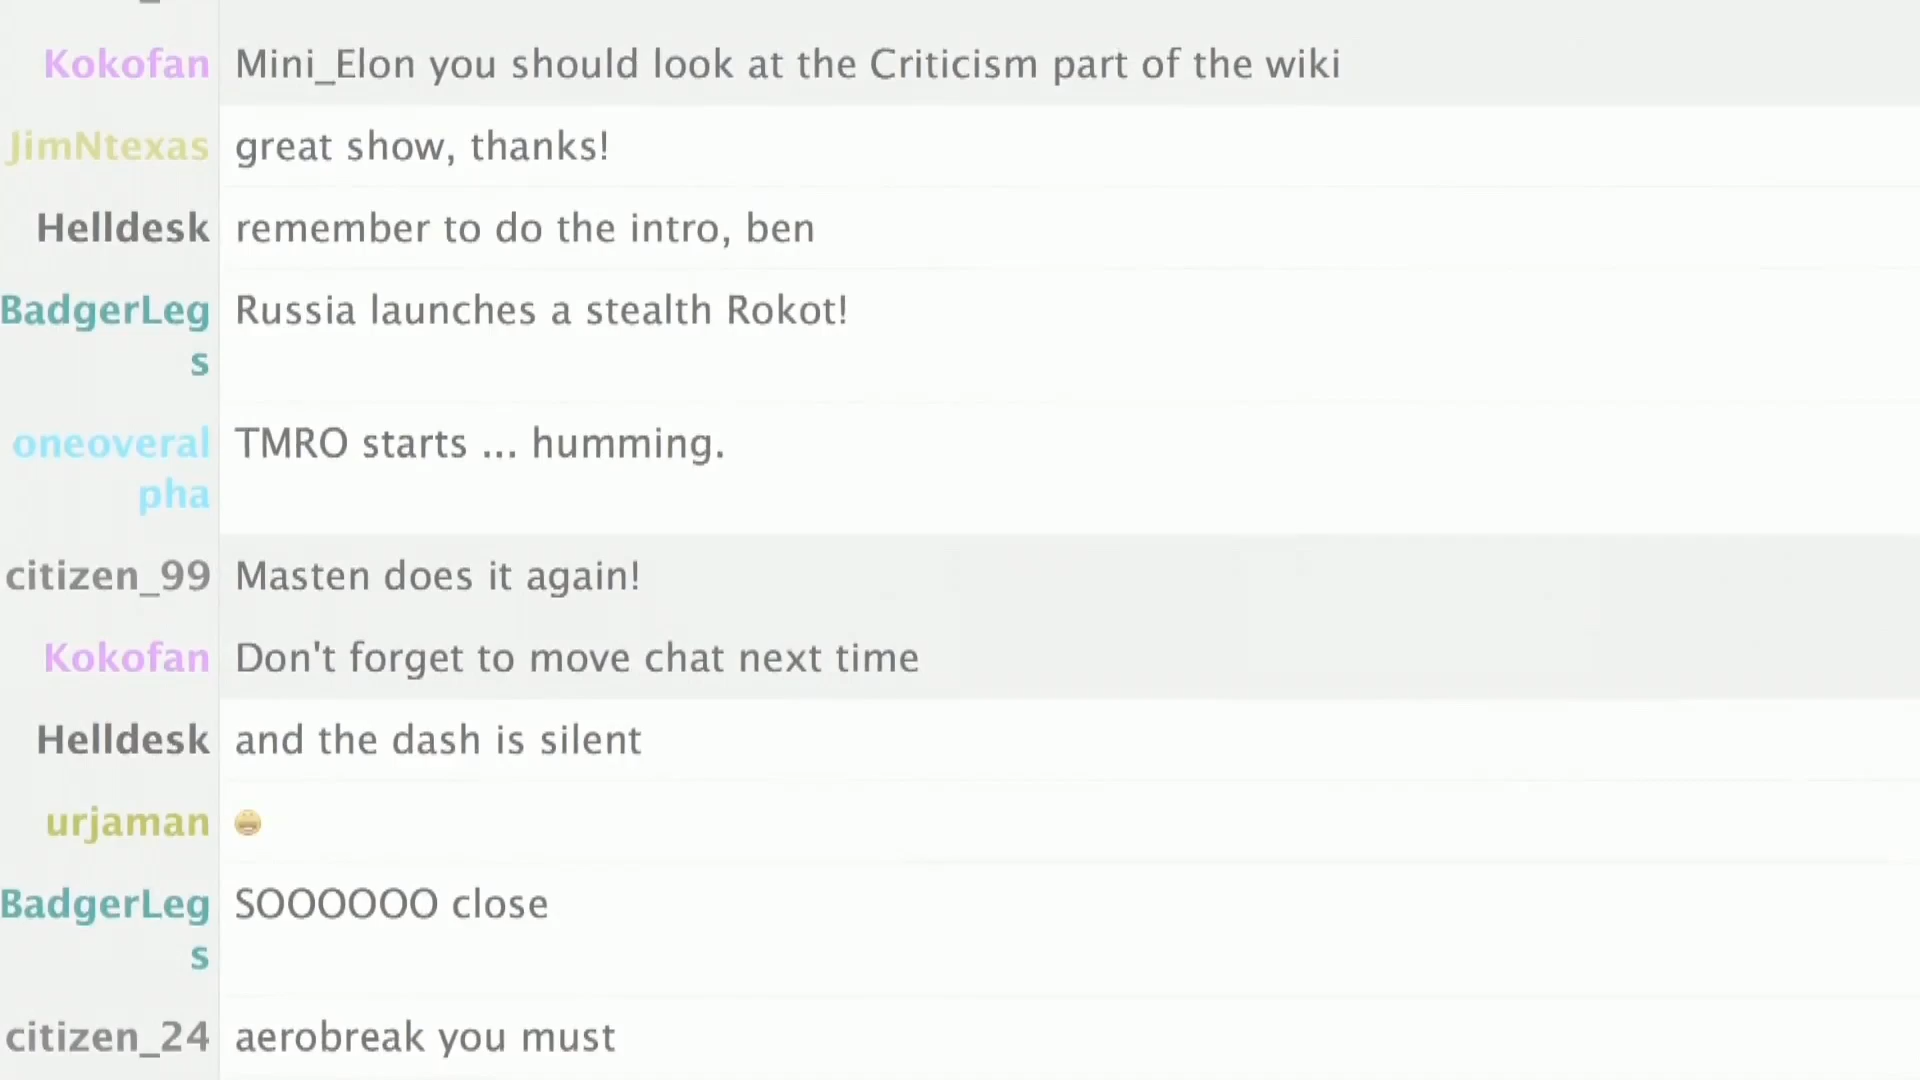 Kokofan Mini_Elon you should look at the Criticism part of the wiki
JimNtexas great show, thanks!
Helldesk remember to do the intro, ben
BadgerLeg Russia launches a stealth Rokot!
s
oneoveral TMRO starts ... humming.
pha
citizen_99 Masten does it again!
Kokofan Don't forget to move chat next time
Helldesk and the dash is silent
urjaman
BadgerLeg SOOOOOO close
s
citizen_24 aerobreak you must